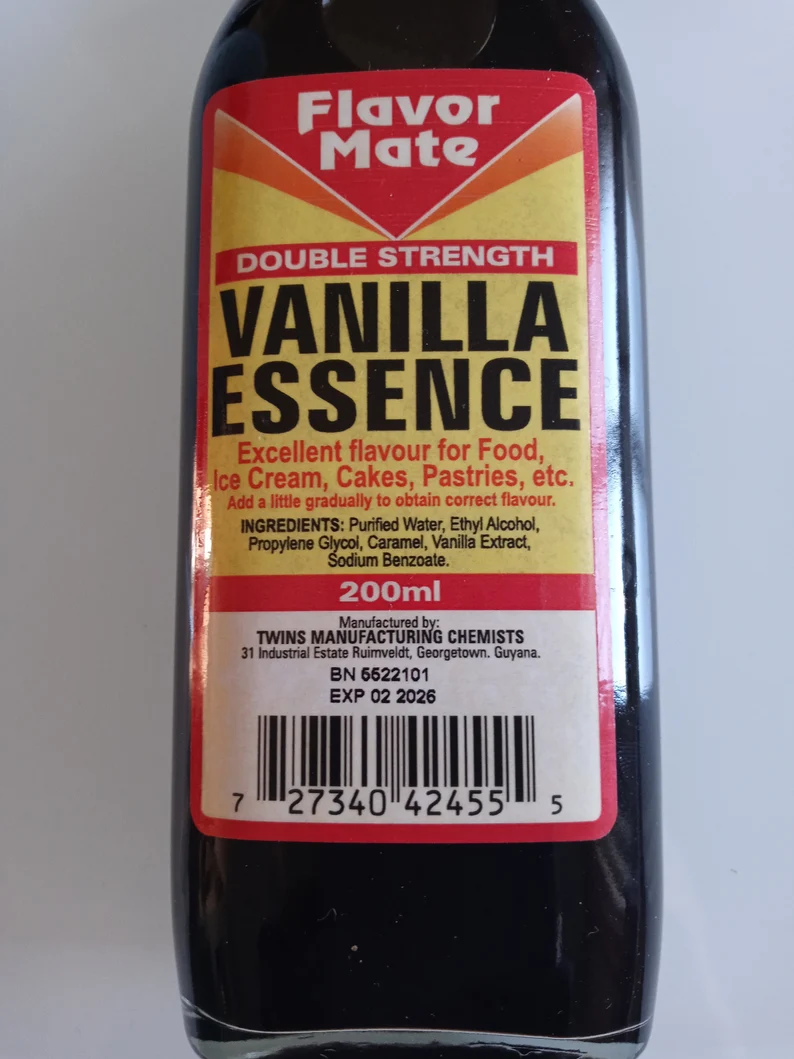 Flavor
Mate
DOUBLE STRENGTH
VANILLA
ESSENCE
Excellent flavour for Food,
Ice Cream, Cakes, Pastries, etc.
Add a little gradually to obtain correct flavour.
INGREDIENTS: Purified Water, Ethyl Alcohol,
Propylene Glycol, Caramel, Vanilla Extract,
Sodium Benzoate.
200ml
Manufactured by:
TWINS MANUFACTURING CHEMISTS
31 Industrial Estate Ruimveldt, Georgetown. Guyana.
BN 6622101
EXP 02 2026
7 27340 42455 5